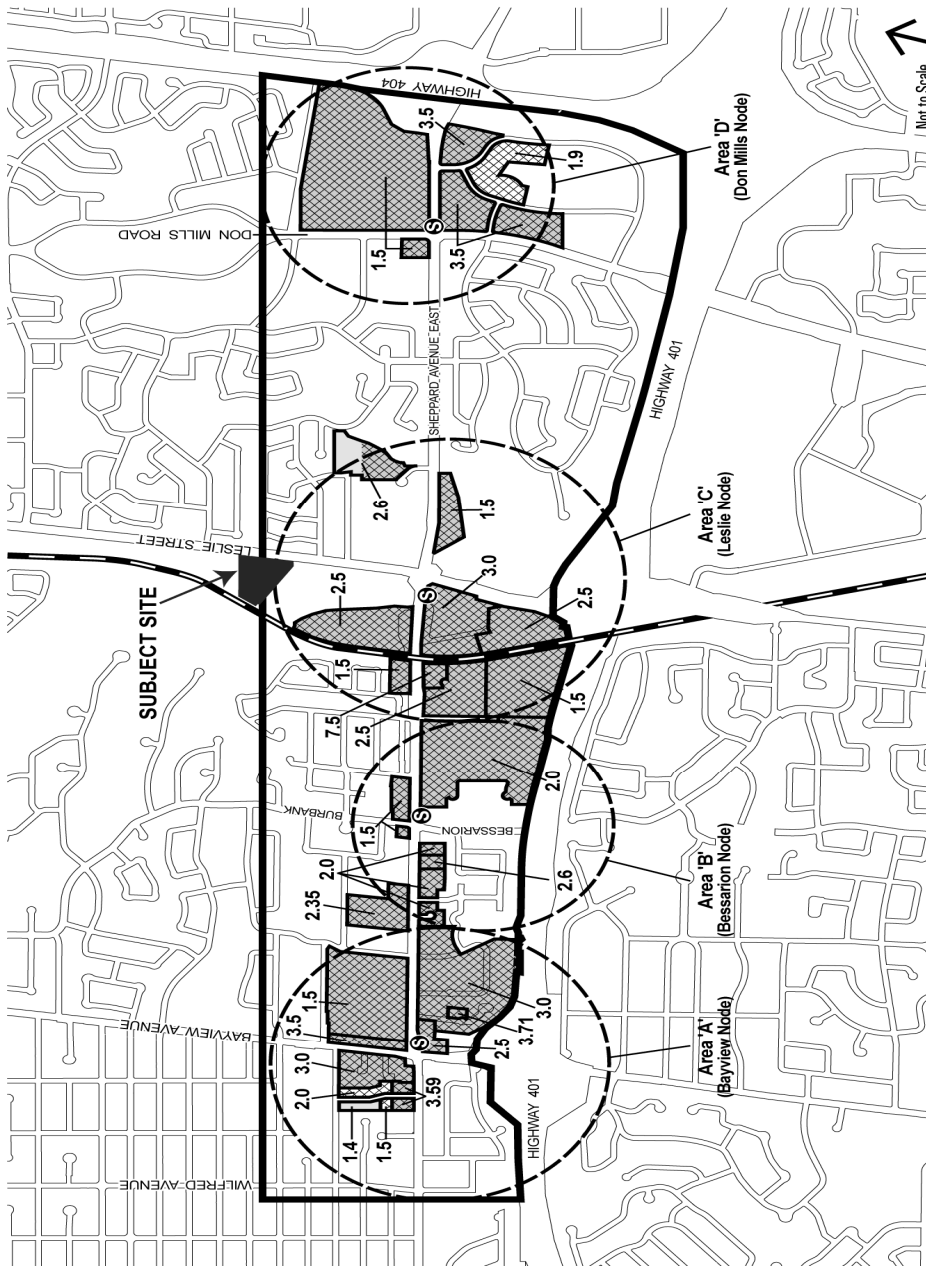 SUBJECT SITE
LESLIE STREET
DON MILLS ROAD
HIGHWAY 404
BAYVIEW AVENUE
WILFRED AVENUE
BURBANK
BESSARION
SHEPPARD AVENUE EAST
HIGHWAY 401
HIGHWAY 401
Area 'A'
(Bayview Node)
Area 'B'
(Bessarion Node)
Area 'C'
(Leslie Node)
Area 'D'
(Don Mills Node)
Not to Scale
1.4
1.5
2.0
3.0
3.59
3.5
1.5
2.5
3.71
3.0
2.35
2.0
2.6
1.5
2.0
7.5
2.5
1.5
1.5
2.5
3.0
2.5
2.6
1.5
1.5
3.5
3.5
1.9
S
S
S
S